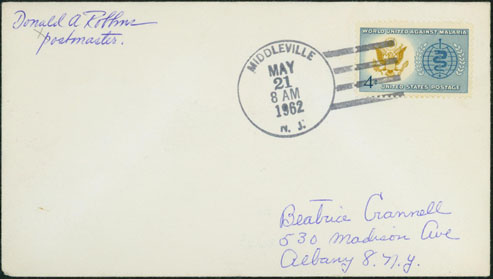 Donald A Robbins
Postmaster.
MIDDLEVILLE
MAY
21
8 AM
1962
N. J.
WORLD UNITED AGAINST MALARIA
4¢
UNITED STATES POSTAGE
Beatrice Crannell
530 Madison Ave
Albany 8. N.Y.